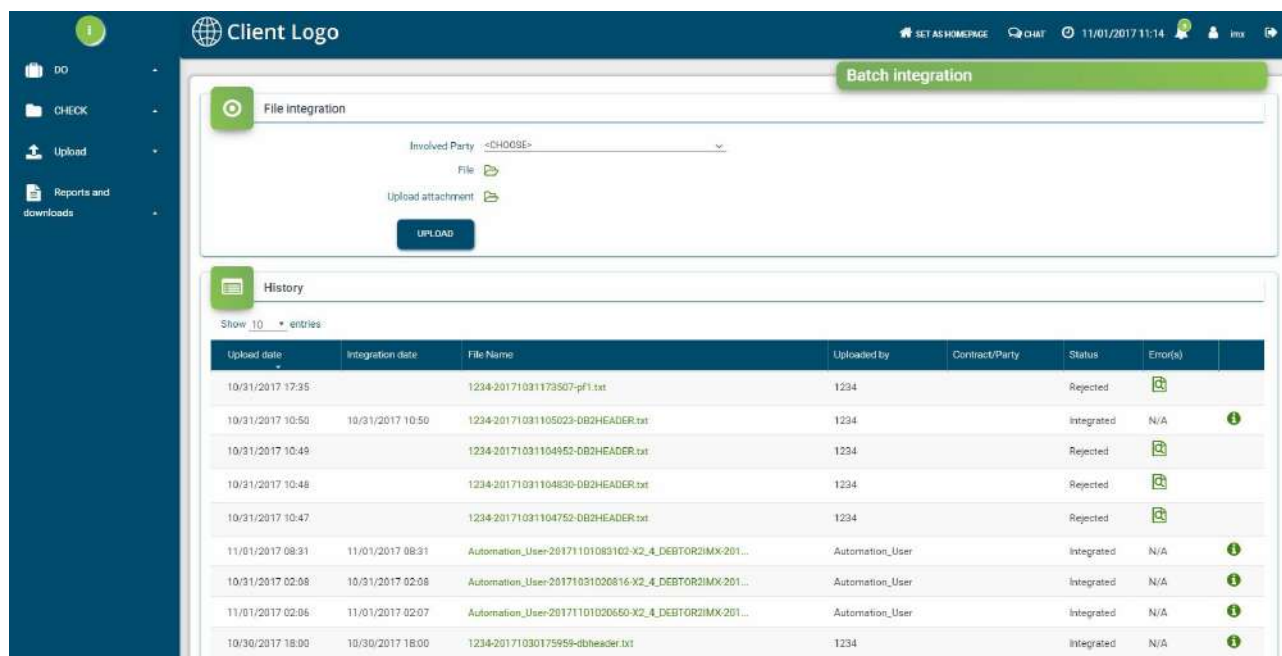 i
Client Logo
SET AS HOMEPAGE CHAT 11/01/2017 11:14 imx
DO
CHECK
Upload
Reports and
downloads
Batch integration
File integration
Involved Party <CHOOSE>
File
Upload attachment
UPLOAD
History
Show 10 entries
Upload date Integration date File Name Uploaded by Contract/Party Status Error(s)
10/31/2017 17:35 1234-20171031173507-pf1.txt 1234 Rejected
10/31/2017 10:50 10/31/2017 10:50 1234-20171031105023-DB2HEADER.txt 1234 Integrated N/A
10/31/2017 10:49 1234-20171031104952-DB2HEADER.txt 1234 Rejected
10/31/2017 10:48 1234-20171031104830-DB2HEADER.txt 1234 Rejected
10/31/2017 10:47 1234-20171031104752-DB2HEADER.txt 1234 Rejected
11/01/2017 08:31 11/01/2017 08:31 Automation_User-20171101083102-X2_4_DEBTOR2IMX-201... Automation_User Integrated N/A
10/31/2017 02:08 10/31/2017 02:08 Automation_User-20171031020816-X2_4_DEBTOR2IMX-201... Automation_User Integrated N/A
11/01/2017 02:06 11/01/2017 02:07 Automation_User-20171101020650-X2_4_DEBTOR2IMX-201... Automation_User Integrated N/A
10/30/2017 18:00 10/30/2017 18:00 1234-20171030175959-dbheader.txt 1234 Integrated N/A